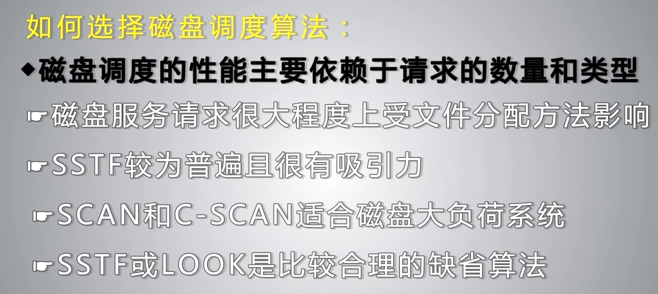 如何选择磁盘调度算法：
◆磁盘调度的性能主要依赖于请求的数量和类型
☛磁盘服务请求很大程度上受文件分配方法影响
☛SSTF较为普遍且很有吸引力
☛SCAN和C-SCAN适合磁盘大负荷系统
☛SSTF或LOOK是比较合理的缺省算法